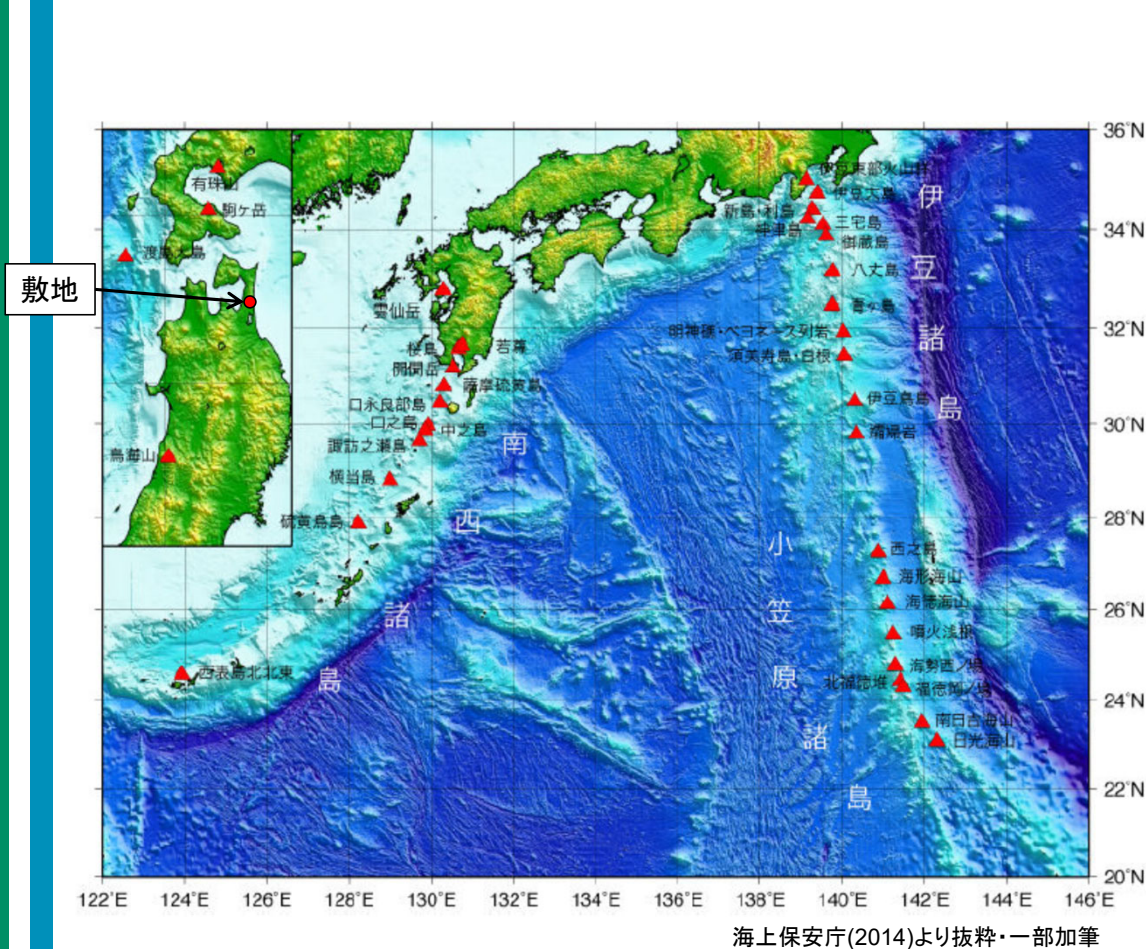 有珠山
駒ヶ岳
渡島大島
敷地
鳥海山
伊豆東部火山群
伊豆大島
新島・利島
神津島
三宅島
御蔵島
八丈島
青ヶ島
明神礁・ベヨネース列岩
須美寿島・白根
伊豆鳥島
孀婦岩
伊豆諸島
雲仙岳
桜島
若尊
開聞岳
薩摩硫黄島
口永良部島
口之島
中之島
諏訪之瀬島
横当島
硫黄鳥島
西表島北北東
南西諸島
小笠原諸島
西之島
海形海山
海徳海山
噴火浅根
海勢西ノ場
北福徳堆
福徳岡ノ場
南日吉海山
日光海山
36°N
34°N
32°N
30°N
28°N
26°N
24°N
22°N
20°N
122°E 124°E 126°E 128°E 130°E 132°E 134°E 136°E 138°E 140°E 142°E 144°E 146°E
海上保安庁(2014)より抜粋・一部加筆